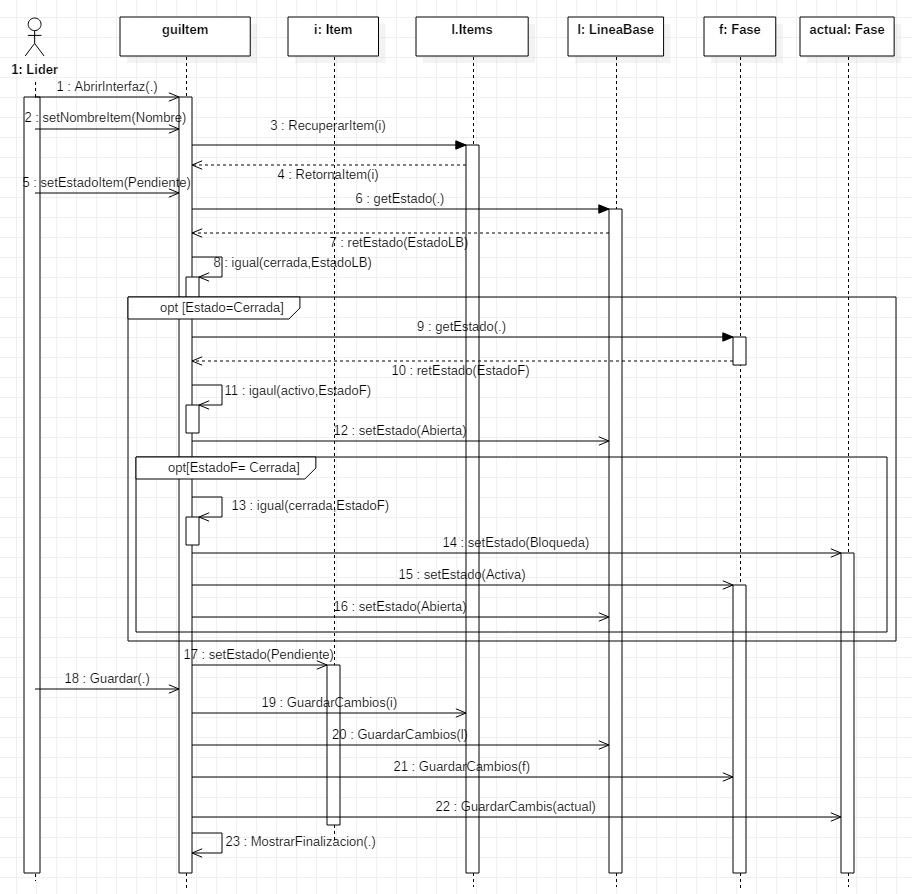 guiItem
i: Item
l.Items
l: LineaBase
f: Fase
actual: Fase
1: Lider
1 : AbrirInterfaz(.)
2 : setNombreItem(Nombre)
3 : RecuperarItem(i)
4 : RetornaItem(i)
5 : setEstadoItem(Pendiente)
6 : getEstado(.)
7 : retEstado(EstadoLB)
8 : igual(cerrada,EstadoLB)
opt [Estado=Cerrada]
9 : getEstado(.)
10 : retEstado(EstadoF)
11 : igaul(activo,EstadoF)
12 : setEstado(Abierta)
opt[EstadoF= Cerrada]
13 : igual(cerrada,EstadoF)
14 : setEstado(Bloqueda)
15 : setEstado(Activa)
16 : setEstado(Abierta)
17 : setEstado(Pendiente)
18 : Guardar(.)
19 : GuardarCambios(i)
20 : GuardarCambios(l)
21 : GuardarCambios(f)
22 : GuardarCambis(actual)
23 : MostrarFinalizacion(.)